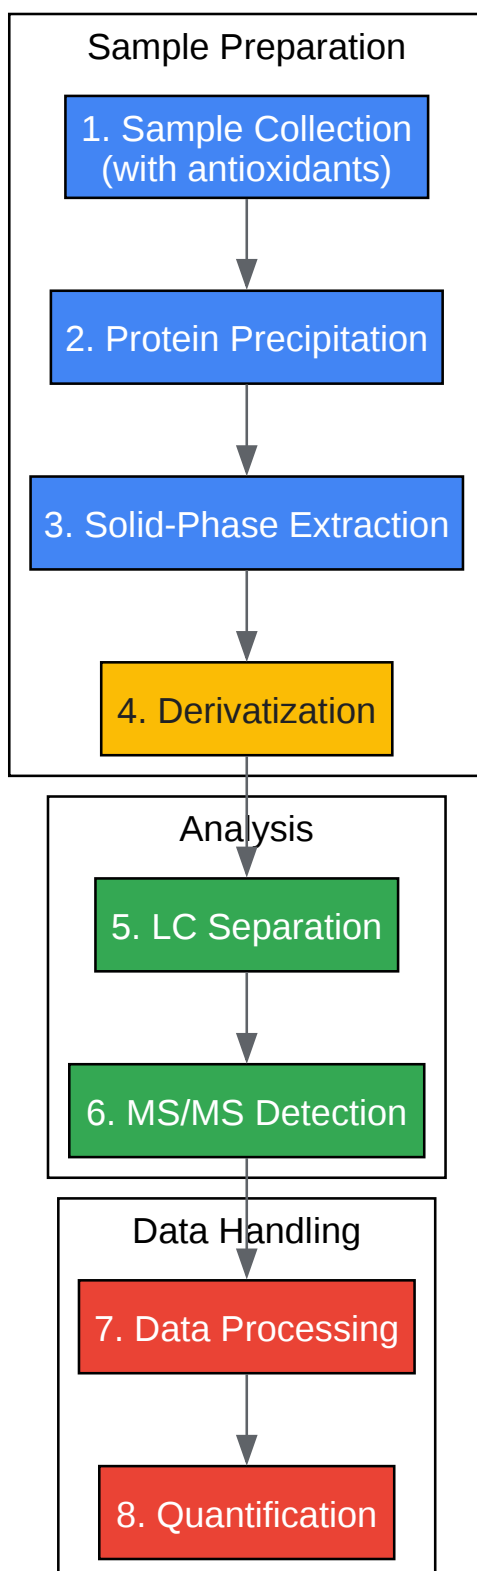 Sample Preparation
1. Sample Collection
(with antioxidants)
2. Protein Precipitation
3. Solid-Phase Extraction
4. Derivatization
Analysis
5. LC Separation
6. MS/MS Detection
Data Handling
7. Data Processing
8. Quantification